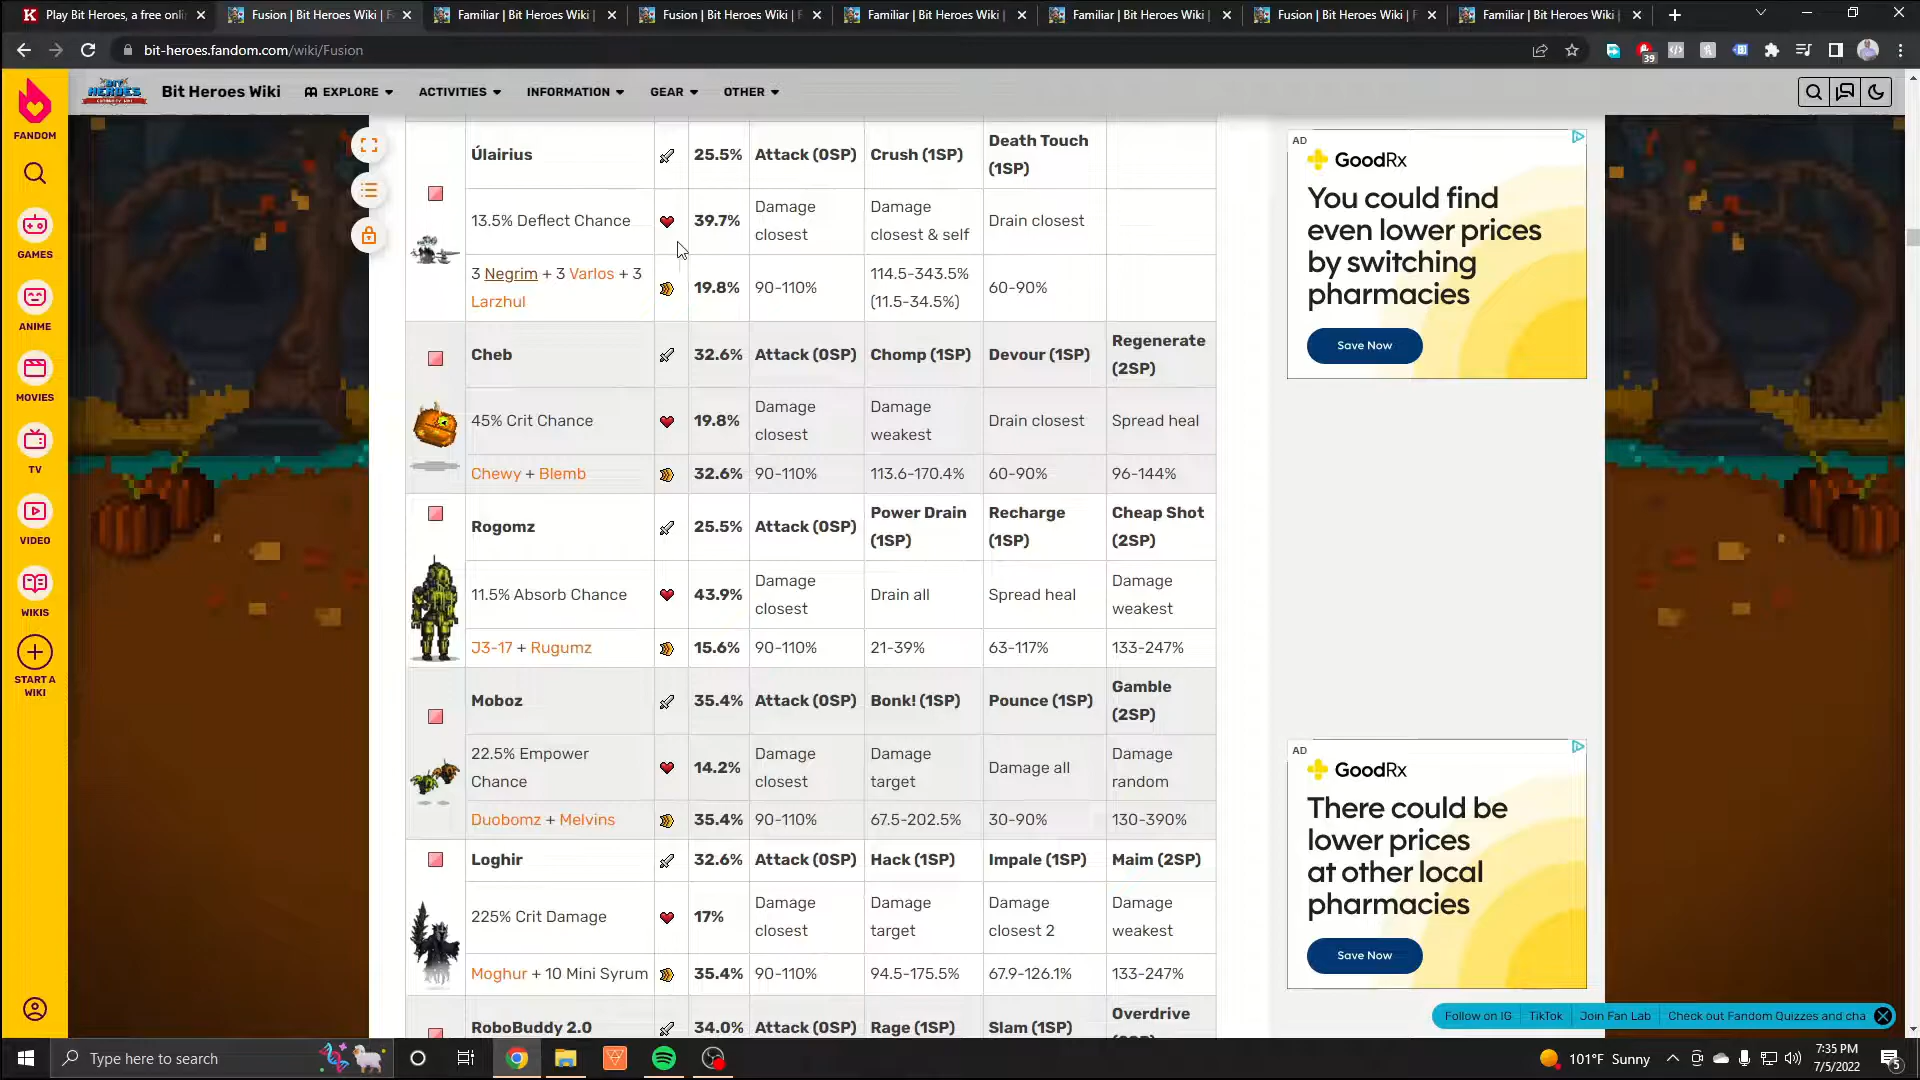 Play Bit Heroes, a free onli
Fusion | Bit Heroes Wiki | F
Familiar | Bit Heroes Wiki |
Fusion | Bit Heroes Wiki | F
Familiar | Bit Heroes Wiki |
Familiar | Bit Heroes Wiki |
Fusion | Bit Heroes Wiki | F
Familiar | Bit Heroes Wiki |
bit-heroes.fandom.com/wiki/Fusion
39
BIT HEROES
Bit Heroes Wiki
EXPLORE
ACTIVITIES
INFORMATION
GEAR
OTHER
FANDOM
GAMES
ANIME
MOVIES
TV
VIDEO
WIKIS
START A
WIKI
Úlairius 25.5% Attack (0SP) Crush (1SP) Death Touch (1SP)
13.5% Deflect Chance 39.7% Damage closest Damage closest & self Drain closest
3 Negrim + 3 Varlos + 3 Larzhul 19.8% 90-110% 114.5-343.5% (11.5-34.5%) 60-90%
Cheb 32.6% Attack (0SP) Chomp (1SP) Devour (1SP) Regenerate (2SP)
45% Crit Chance 19.8% Damage closest Damage weakest Drain closest Spread heal
Chewy + Blemb 32.6% 90-110% 113.6-170.4% 60-90% 96-144%
Rogomz 25.5% Attack (0SP) Power Drain (1SP) Recharge (1SP) Cheap Shot (2SP)
11.5% Absorb Chance 43.9% Damage closest Drain all Spread heal Damage weakest
J3-17 + Rugumz 15.6% 90-110% 21-39% 63-117% 133-247%
Moboz 35.4% Attack (0SP) Bonk! (1SP) Pounce (1SP) Gamble (2SP)
22.5% Empower Chance 14.2% Damage closest Damage target Damage all Damage random
Duobomz + Melvins 35.4% 90-110% 67.5-202.5% 30-90% 130-390%
Loghir 32.6% Attack (0SP) Hack (1SP) Impale (1SP) Maim (2SP)
225% Crit Damage 17% Damage closest Damage target Damage closest 2 Damage weakest
Moghur + 10 Mini Syrum 35.4% 90-110% 94.5-175.5% 67.9-126.1% 133-247%
RoboBuddy 2.0 34.0% Attack (0SP) Rage (1SP) Slam (1SP) Overdrive
AD
GoodRx
You could find
even lower prices
by switching
pharmacies
Save Now
AD
GoodRx
There could be
lower prices
at other local
pharmacies
Save Now
Follow on IG
TikTok
Join Fan Lab
Check out Fandom Quizzes and cha
Type here to search
101°F Sunny
7:35 PM
7/5/2022
5